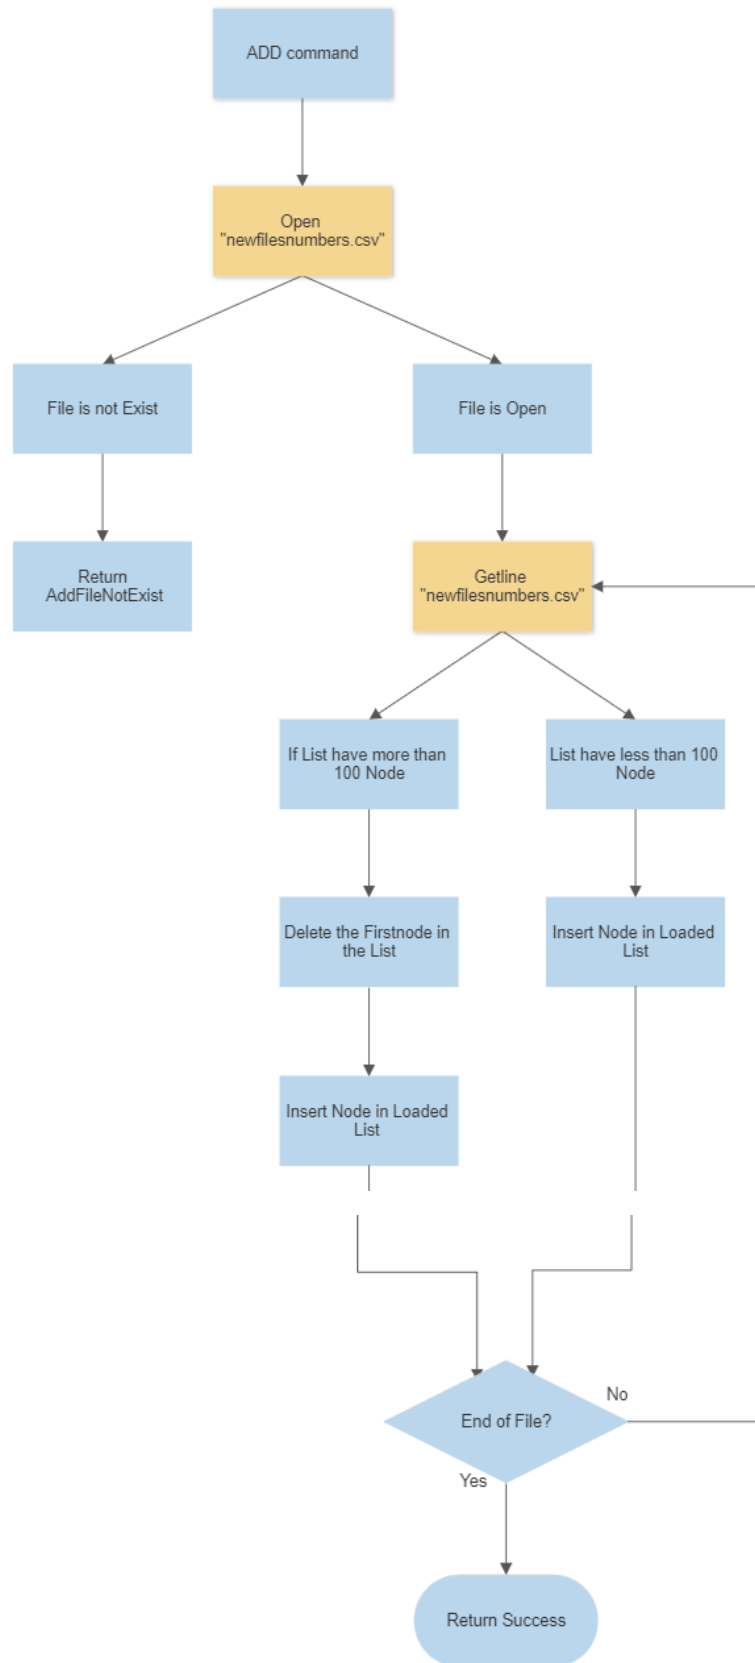 ADD command
Open
"newfilesnumbers.csv"
File is not Exist
File is Open
Return
AddFileNotExist
Getline
"newfilesnumbers.csv"
If List have more than
100 Node
List have less than 100
Node
Delete the Firstnode in
the List
Insert Node in Loaded
List
Insert Node in Loaded
List
End of File?
No
Yes
Return Success